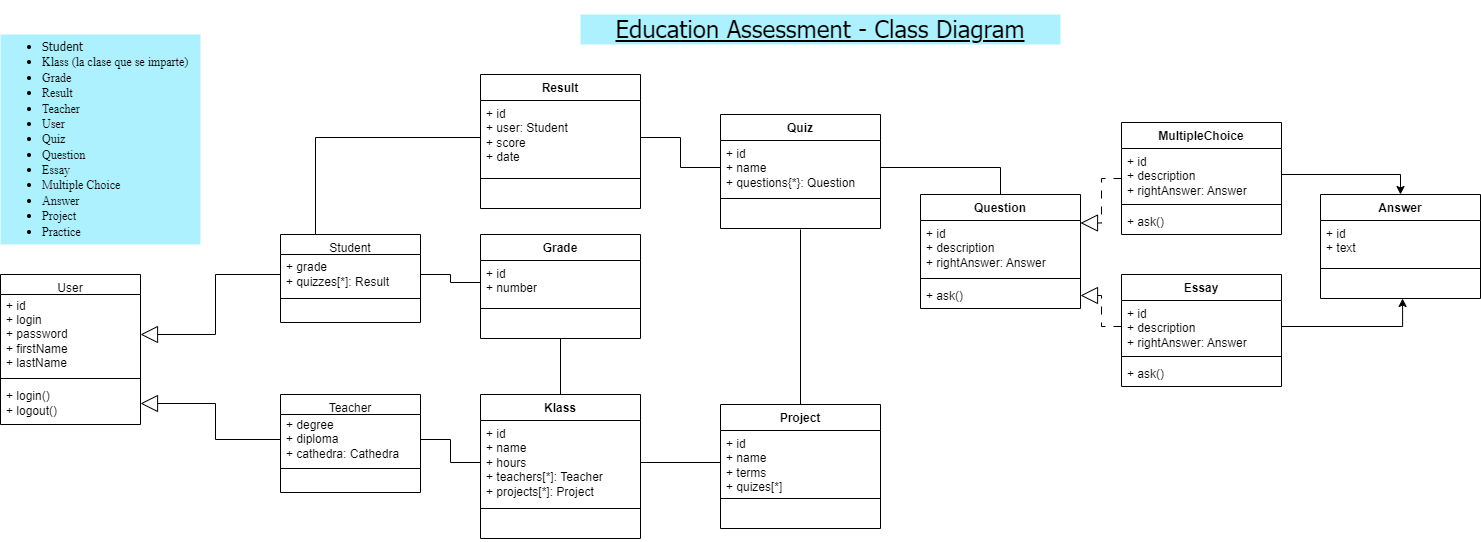 Education Assessment - Class Diagram
Student
Klass (la clase que se imparte)
Grade
Result
Teacher
User
Quiz
Question
Essay
Multiple Choice
Answer
Project
Practice
Result
+ id
+ user: Student
+ score
+ date
Quiz
+ id
+ name
+ questions{*}: Question
MultipleChoice
+ id
+ description
+ rightAnswer: Answer
+ ask()
Question
+ id
+ description
+ rightAnswer: Answer
+ ask()
Answer
+ id
+ text
Student
+ grade
+ quizzes[*]: Result
Grade
+ id
+ number
User
+ id
+ login
+ password
+ firstName
+ lastName
+ login()
+ logout()
Essay
+ id
+ description
+ rightAnswer: Answer
+ ask()
Teacher
+ degree
+ diploma
+ cathedra: Cathedra
Klass
+ id
+ name
+ hours
+ teachers[*]: Teacher
+ projects[*]: Project
Project
+ id
+ name
+ terms
+ quizes[*]